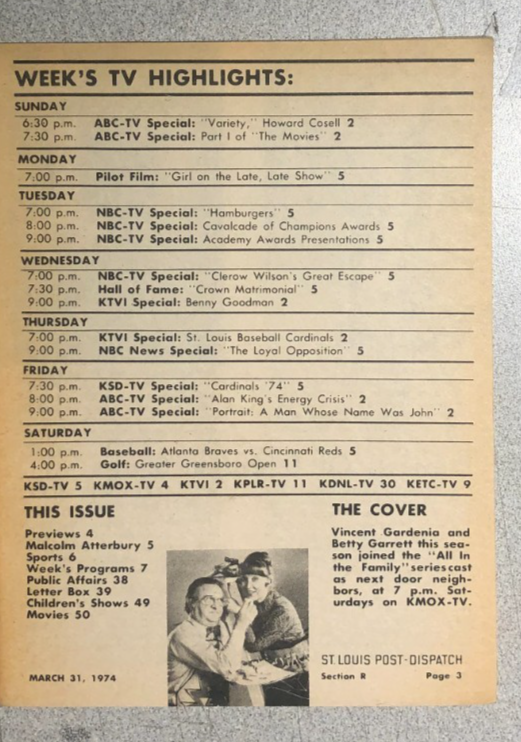 WEEK'S TV HIGHLIGHTS:
SUNDAY
6:30 p.m. ABC-TV Special: "Variety," Howard Cosell 2
7:30 p.m. ABC-TV Special: Part I of "The Movies" 2
MONDAY
7:00 p.m. Pilot Film: "Girl on the Late, Late Show" 5
TUESDAY
7:00 p.m. NBC-TV Special: "Hamburgers" 5
8:00 p.m. NBC-TV Special: Cavalcade of Champions Awards 5
9:00 p.m. NBC-TV Special: Academy Awards Presentations 5
WEDNESDAY
7:00 p.m. NBC-TV Special: "Clerow Wilson's Great Escape" 5
7:30 p.m. Hall of Fame: "Crown Matrimonial" 5
9:00 p.m. KTVI Special: Benny Goodman 2
THURSDAY
7:00 p.m. KTVI Special: St. Louis Baseball Cardinals 2
9:00 p.m. NBC News Special: "The Loyal Opposition" 5
FRIDAY
7:30 p.m. KSD-TV Special: "Cardinals '74" 5
8:00 p.m. ABC-TV Special: "Alan King's Energy Crisis" 2
9:00 p.m. ABC-TV Special: "Portrait: A Man Whose Name Was John" 2
SATURDAY
1:00 p.m. Baseball: Atlanta Braves vs. Cincinnati Reds 5
4:00 p.m. Golf: Greater Greensboro Open 11
KSD-TV 5 KMOX-TV 4 KTVI 2 KPLR-TV 11 KDNL-TV 30 KETC-TV 9
THIS ISSUE
Previews 4
Malcolm Atterbury 5
Sports 6
Week's Programs 7
Public Affairs 38
Letter Box 39
Children's Shows 49
Movies 50
MARCH 31, 1974
THE COVER
Vincent Gardenia and
Betty Garrett this sea-
son joined the "All In
the Family" series cast
as next door neigh-
bors, at 7 p.m. Sat-
urdays on KMOX-TV.
ST. LOUIS POST-DISPATCH
Section R Page 3